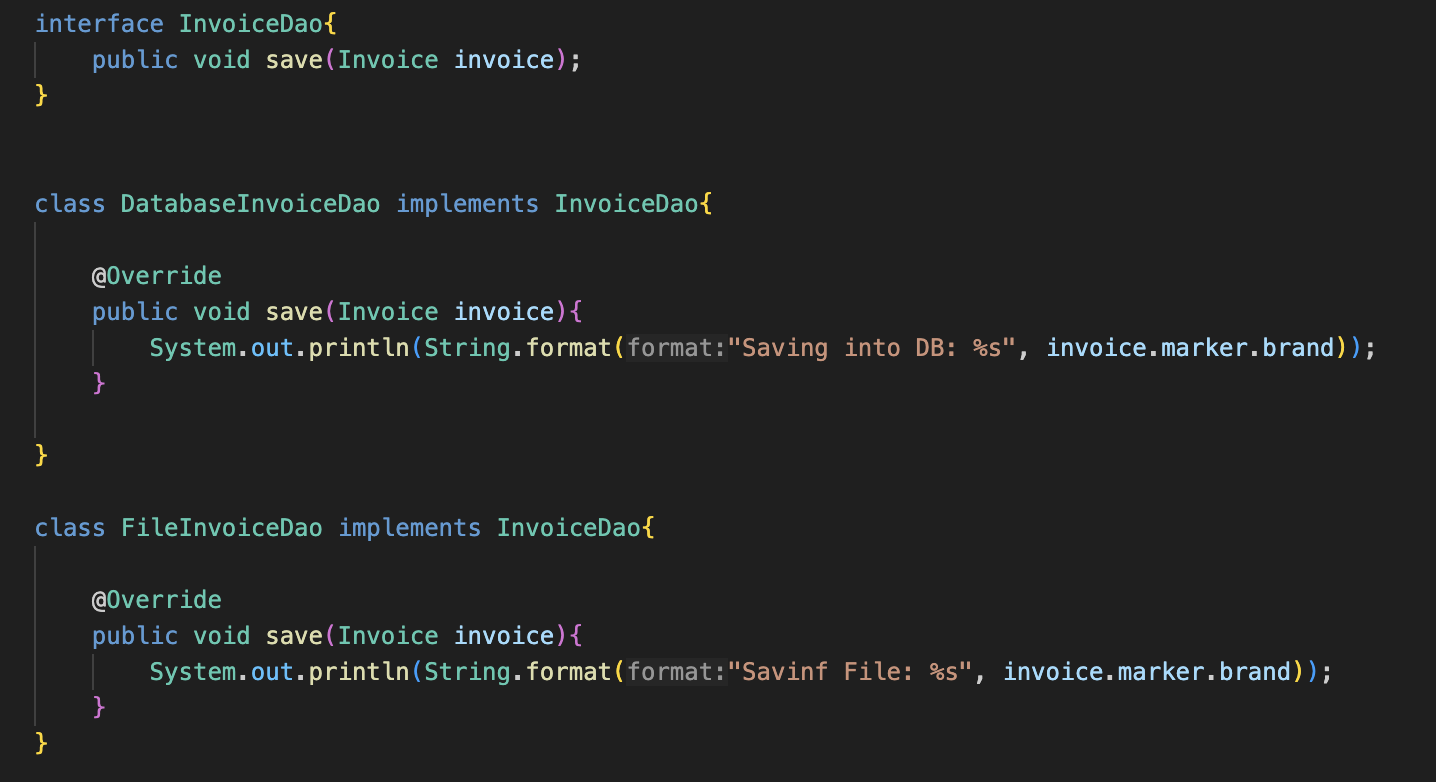 interface InvoiceDao{
    public void save(Invoice invoice);
}
class DatabaseInvoiceDao implements InvoiceDao{
    @Override
    public void save(Invoice invoice){
        System.out.println(String.format(format:"Saving into DB: %s", invoice.marker.brand));
    }
}
class FileInvoiceDao implements InvoiceDao{
    @Override
    public void save(Invoice invoice){
        System.out.println(String.format(format:"Savinf File: %s", invoice.marker.brand));
    }
}